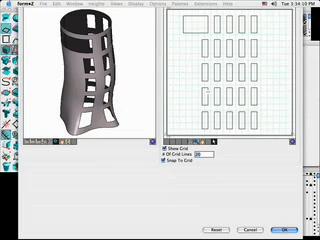 form•Z File Edit Window Heights Views Display Options Palettes Extensions Help Tue 3:34:10 PM
Show Grid
# Of Grid Lines 20
Snap To Grid
Reset Cancel OK